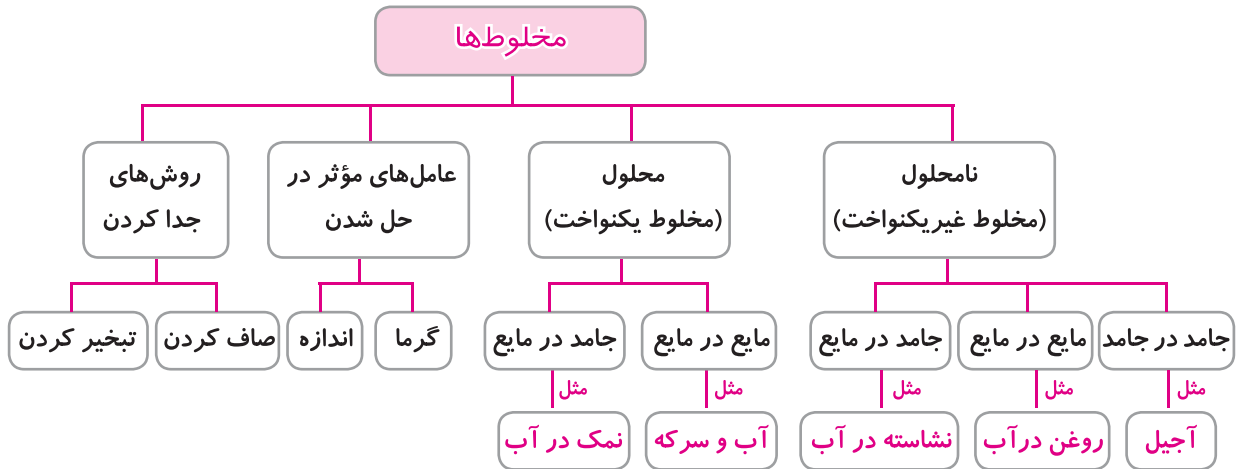 مخلوط‌ها
نامحلول
(مخلوط غیریکنواخت)
محلول
(مخلوط یکنواخت)
عامل‌های مؤثر در
حل شدن
روش‌های
جدا کردن
جامد در جامد
مایع در مایع
جامد در مایع
مایع در مایع
جامد در مایع
گرما
اندازه
صاف کردن
تبخیر کردن
مثل
مثل
مثل
مثل
مثل
آجیل
روغن درآب
نشاسته در آب
آب و سرکه
نمک در آب